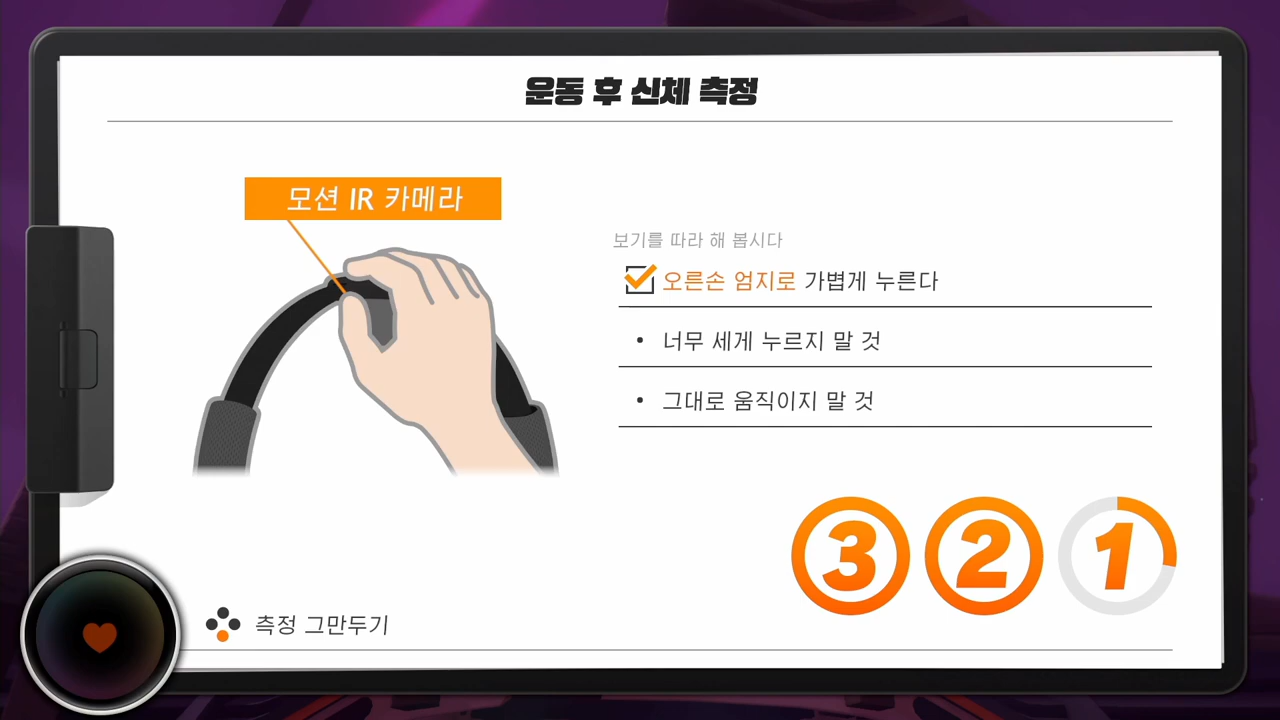 운동 후 신체 측정
모션 IR 카메라
보기를 따라 해 봅시다
오른손 엄지로 가볍게 누른다
• 너무 세게 누르지 말 것
• 그대로 움직이지 말 것
3 2 1
측정 그만두기